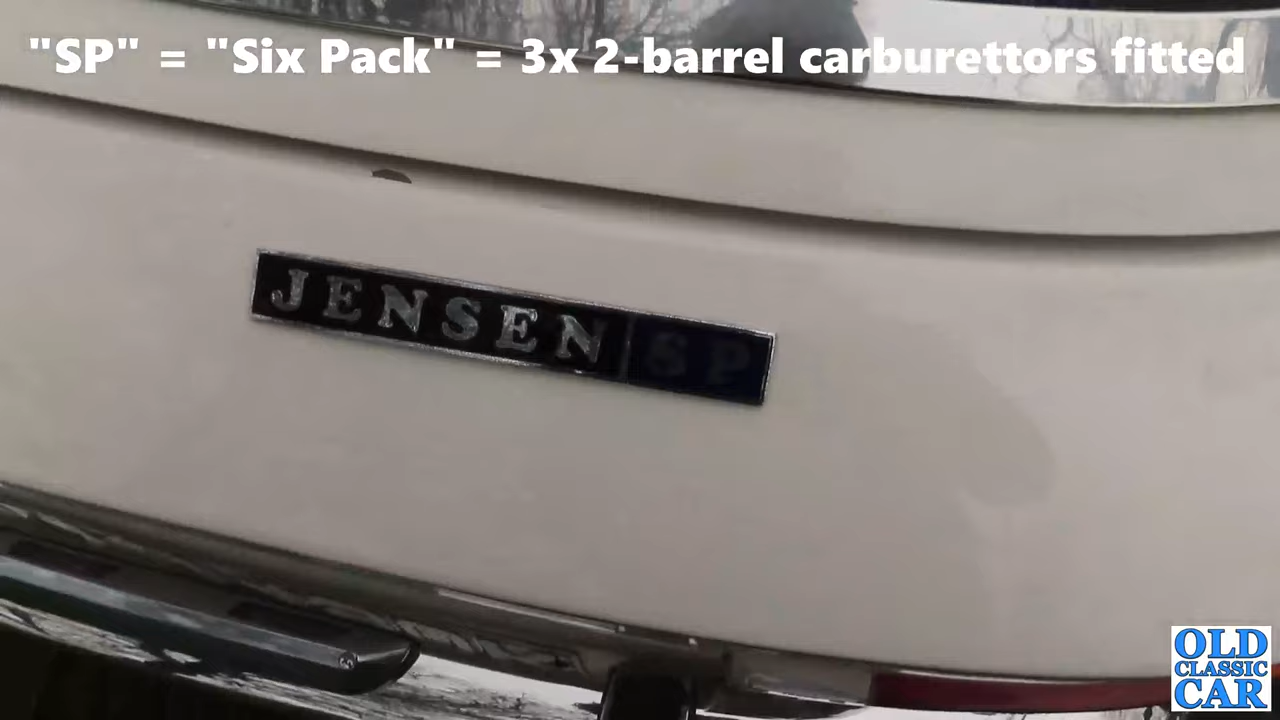 "SP" = "Six Pack" = 3x 2-barrel carburettors fitted
JENSEN SP
OLD
CLASSIC
CAR